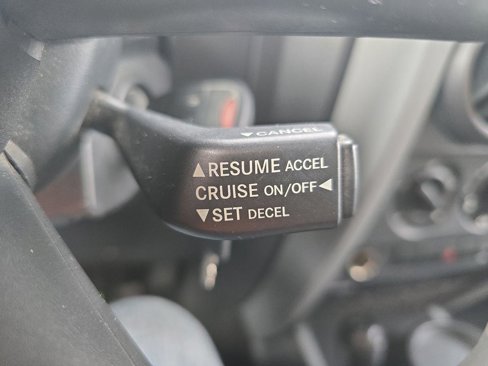 ▼CANCEL
▲RESUME ACCEL
CRUISE ON/OFF◀
▼SET DECEL